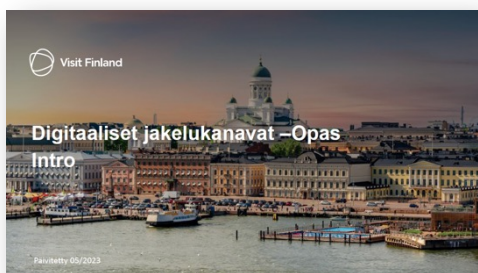 Visit Finland
Digitaaliset jakelukanavat –Opas
Intro
Päivitetty 05/2023